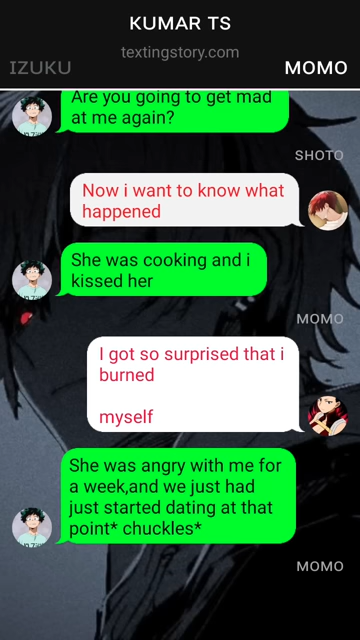 KUMAR TS
textingstory.com
IZUKU
MOMO
Are you going to get mad
at me again?
SHOTO
Now i want to know what
happened
She was cooking and i
kissed her
MOMO
I got so surprised that i
burned
myself
She was angry with me for
a week,and we just had
just started dating at that
point* chuckles*
MOMO